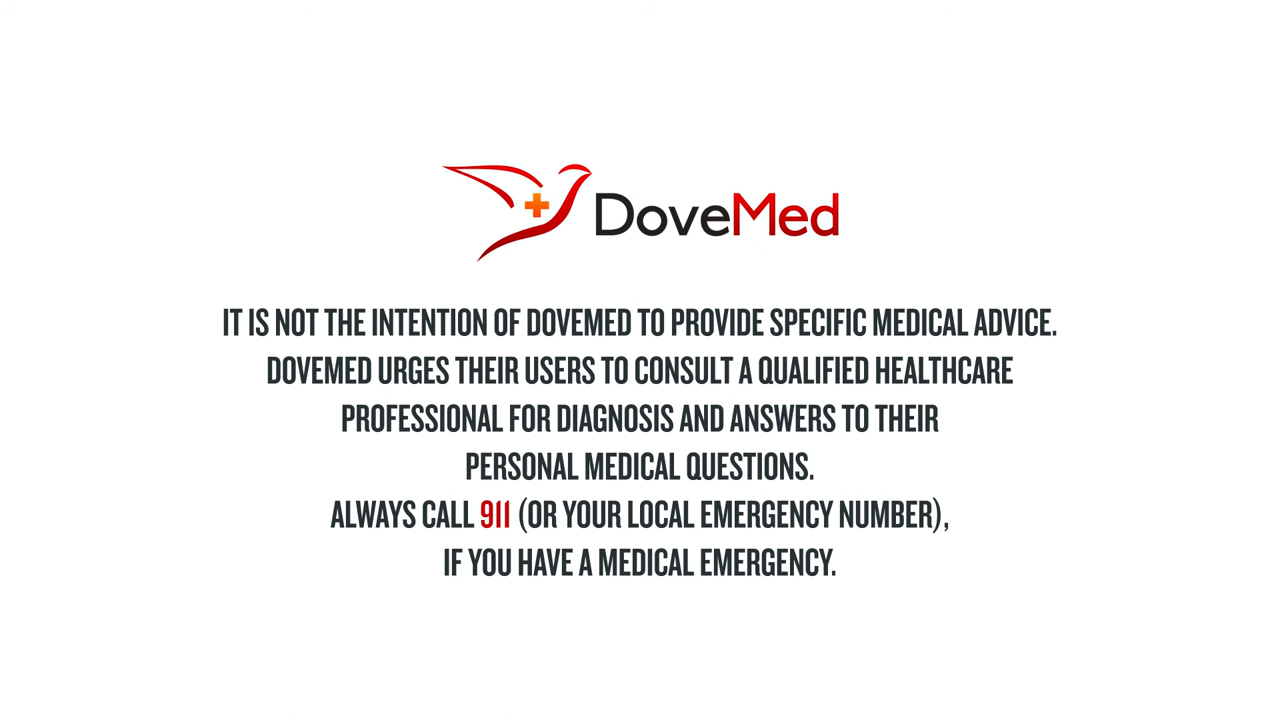 DoveMed
IT IS NOT THE INTENTION OF DOVEMED TO PROVIDE SPECIFIC MEDICAL ADVICE.
DOVEMED URGES THEIR USERS TO CONSULT A QUALIFIED HEALTHCARE
PROFESSIONAL FOR DIAGNOSIS AND ANSWERS TO THEIR
PERSONAL MEDICAL QUESTIONS.
ALWAYS CALL 911 (OR YOUR LOCAL EMERGENCY NUMBER),
IF YOU HAVE A MEDICAL EMERGENCY.